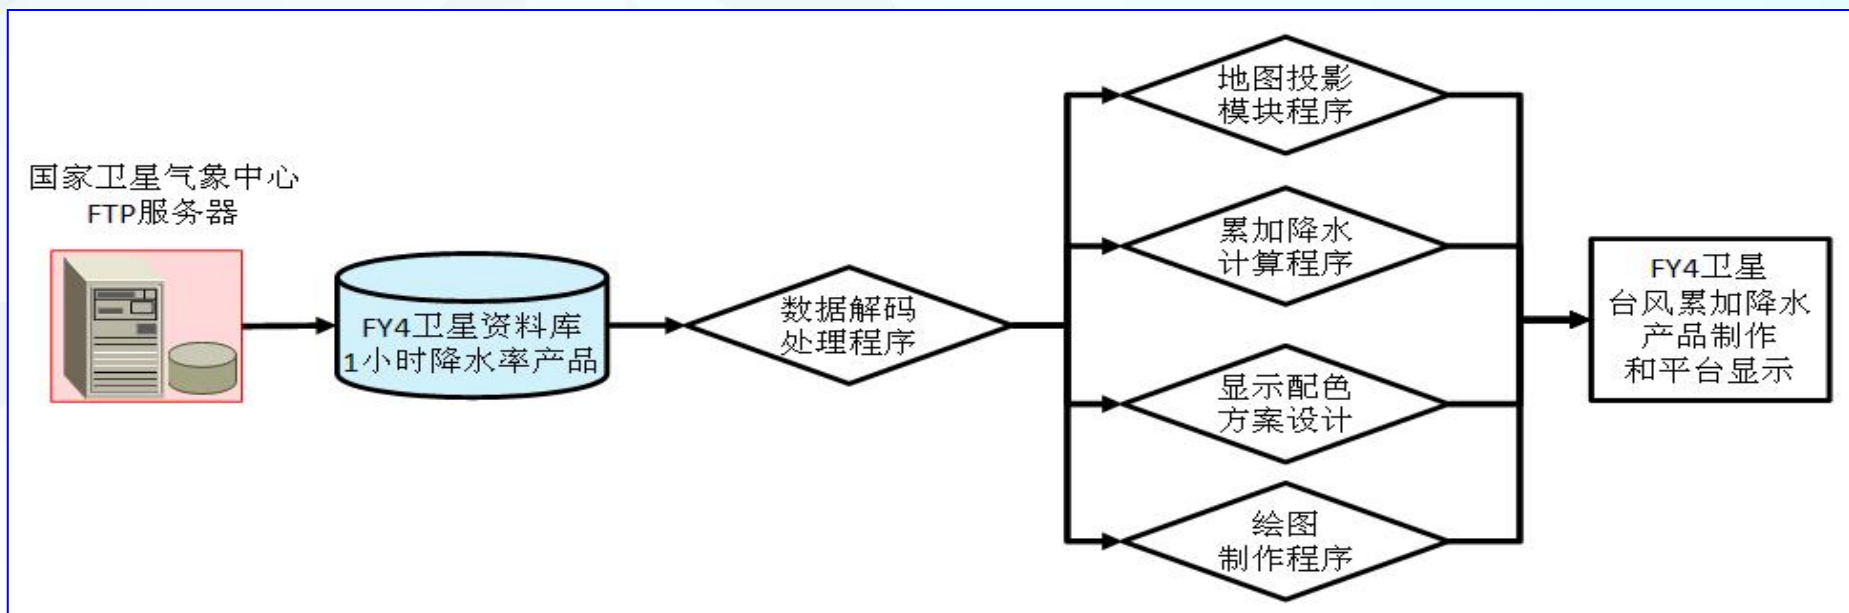 国家卫星气象中心
FTP服务器
FY4卫星资料库
1小时降水率产品
数据解码
处理程序
地图投影
模块程序
累加降水
计算程序
显示配色
方案设计
绘图
制作程序
FY4卫星
台风累加降水
产品制作
和平台显示